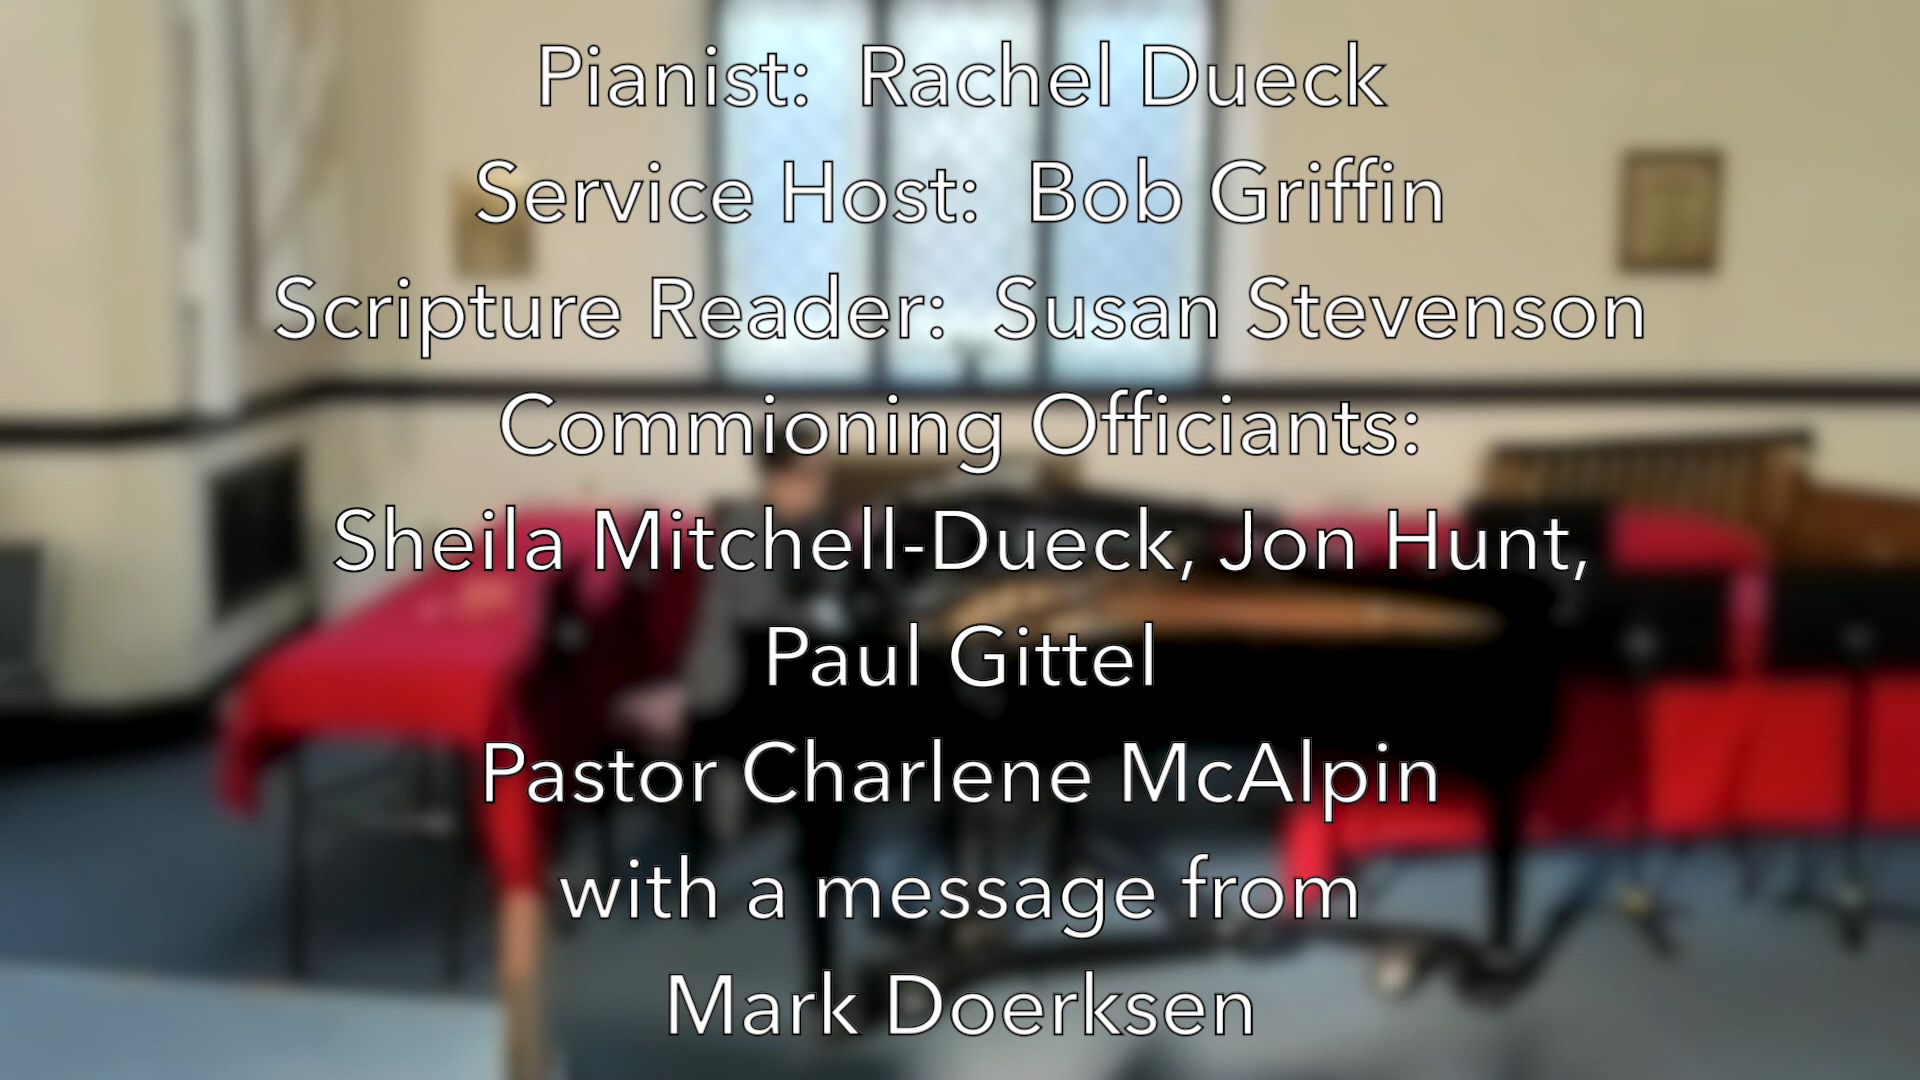 Pianist:  Rachel Dueck
Service Host:  Bob Griffin
Scripture Reader:  Susan Stevenson
Commioning Officiants:
Sheila Mitchell-Dueck, Jon Hunt,
Paul Gittel
Pastor Charlene McAlpin
with a message from
Mark Doerksen